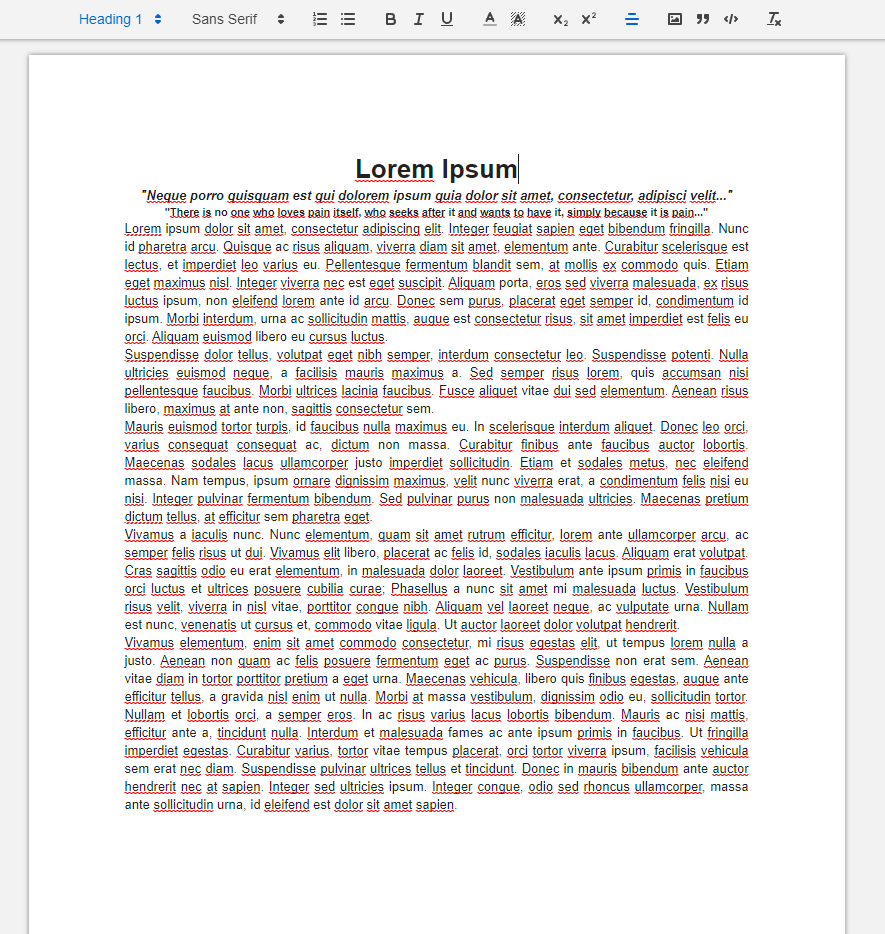 Heading 1 Sans Serif B I U A A x₂ x² </> Tx
Lorem Ipsum
"Neque porro quisquam est qui dolorem ipsum quia dolor sit amet, consectetur, adipisci velit..."
"There is no one who loves pain itself, who seeks after it and wants to have it, simply because it is pain..."
Lorem ipsum dolor sit amet, consectetur adipiscing elit. Integer feugiat sapien eget bibendum fringilla. Nunc
id pharetra arcu. Quisque ac risus aliquam, viverra diam sit amet, elementum ante. Curabitur scelerisque est
lectus, et imperdiet leo varius eu. Pellentesque fermentum blandit sem, at mollis ex commodo quis. Etiam
eget maximus nisl. Integer viverra nec est eget suscipit. Aliquam porta, eros sed viverra malesuada, ex risus
luctus ipsum, non eleifend lorem ante id arcu. Donec sem purus, placerat eget semper id, condimentum id
ipsum. Morbi interdum, urna ac sollicitudin mattis, augue est consectetur risus, sit amet imperdiet est felis eu
orci. Aliquam euismod libero eu cursus luctus.
Suspendisse dolor tellus, volutpat eget nibh semper, interdum consectetur leo. Suspendisse potenti. Nulla
ultricies euismod neque, a facilisis mauris maximus a. Sed semper risus lorem, quis accumsan nisi
pellentesque faucibus. Morbi ultrices lacinia faucibus. Fusce aliquet vitae dui sed elementum. Aenean risus
libero, maximus at ante non, sagittis consectetur sem.
Mauris euismod tortor turpis, id faucibus nulla maximus eu. In scelerisque interdum aliquet. Donec leo orci,
varius consequat consequat ac, dictum non massa. Curabitur finibus ante faucibus auctor lobortis.
Maecenas sodales lacus ullamcorper justo imperdiet sollicitudin. Etiam et sodales metus, nec eleifend
massa. Nam tempus, ipsum ornare dignissim maximus, velit nunc viverra erat, a condimentum felis nisi eu
nisi. Integer pulvinar fermentum bibendum. Sed pulvinar purus non malesuada ultricies. Maecenas pretium
dictum tellus, at efficitur sem pharetra eget.
Vivamus a iaculis nunc. Nunc elementum, quam sit amet rutrum efficitur, lorem ante ullamcorper arcu, ac
semper felis risus ut dui. Vivamus elit libero, placerat ac felis id, sodales iaculis lacus. Aliquam erat volutpat.
Cras sagittis odio eu erat elementum, in malesuada dolor laoreet. Vestibulum ante ipsum primis in faucibus
orci luctus et ultrices posuere cubilia curae; Phasellus a nunc sit amet mi malesuada luctus. Vestibulum
risus velit, viverra in nisl vitae, porttitor congue nibh. Aliquam vel laoreet neque, ac vulputate urna. Nullam
est nunc, venenatis ut cursus et, commodo vitae ligula. Ut auctor laoreet dolor volutpat hendrerit.
Vivamus elementum, enim sit amet commodo consectetur, mi risus egestas elit, ut tempus lorem nulla a
justo. Aenean non quam ac felis posuere fermentum eget ac purus. Suspendisse non erat sem. Aenean
vitae diam in tortor porttitor pretium a eget urna. Maecenas vehicula, libero quis finibus egestas, augue ante
efficitur tellus, a gravida nisl enim ut nulla. Morbi at massa vestibulum, dignissim odio eu, sollicitudin tortor.
Nullam et lobortis orci, a semper eros. In ac risus varius lacus lobortis bibendum. Mauris ac nisi mattis,
efficitur ante a, tincidunt nulla. Interdum et malesuada fames ac ante ipsum primis in faucibus. Ut fringilla
imperdiet egestas. Curabitur varius, tortor vitae tempus placerat, orci tortor viverra ipsum, facilisis vehicula
sem erat nec diam. Suspendisse pulvinar ultrices tellus et tincidunt. Donec in mauris bibendum ante auctor
hendrerit nec at sapien. Integer sed ultricies ipsum. Integer congue, odio sed rhoncus ullamcorper, massa
ante sollicitudin urna, id eleifend est dolor sit amet sapien.